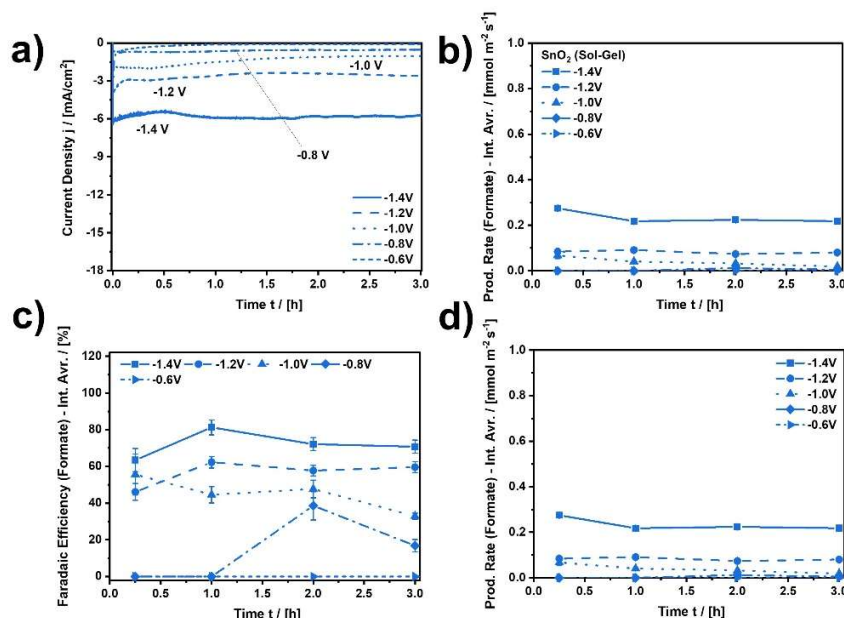 a)
Current Density j / [mA/cm²]
0
-3
-6
-9
-12
-15
-18
-1.0 V
-1.2 V
-1.4 V
-0.8 V
-1.4V
-1.2V
-1.0V
-0.8V
-0.6V
0.0 0.5 1.0 1.5 2.0 2.5 3.0
Time t / [h]
b)
Prod. Rate (Formate) - Int. Avr. / [mmol m⁻² s⁻¹]
1.0
0.8
0.6
0.4
0.2
0.0
SnO₂ (Sol-Gel)
-1.4V
-1.2V
-1.0V
-0.8V
-0.6V
0.0 0.5 1.0 1.5 2.0 2.5 3.0
Time t / [h]
c)
Faradaic Efficiency (Formate) - Int. Avr. / [%]
120
100
80
60
40
20
0
-1.4V -1.2V -1.0V -0.8V
-0.6V
0.0 0.5 1.0 1.5 2.0 2.5 3.0
Time t / [h]
d)
Prod. Rate (Formate) - Int. Avr. / [mmol m⁻² s⁻¹]
1.0
0.8
0.6
0.4
0.2
0.0
-1.4V
-1.2V
-1.0V
-0.8V
-0.6V
0.0 0.5 1.0 1.5 2.0 2.5 3.0
Time t / [h]